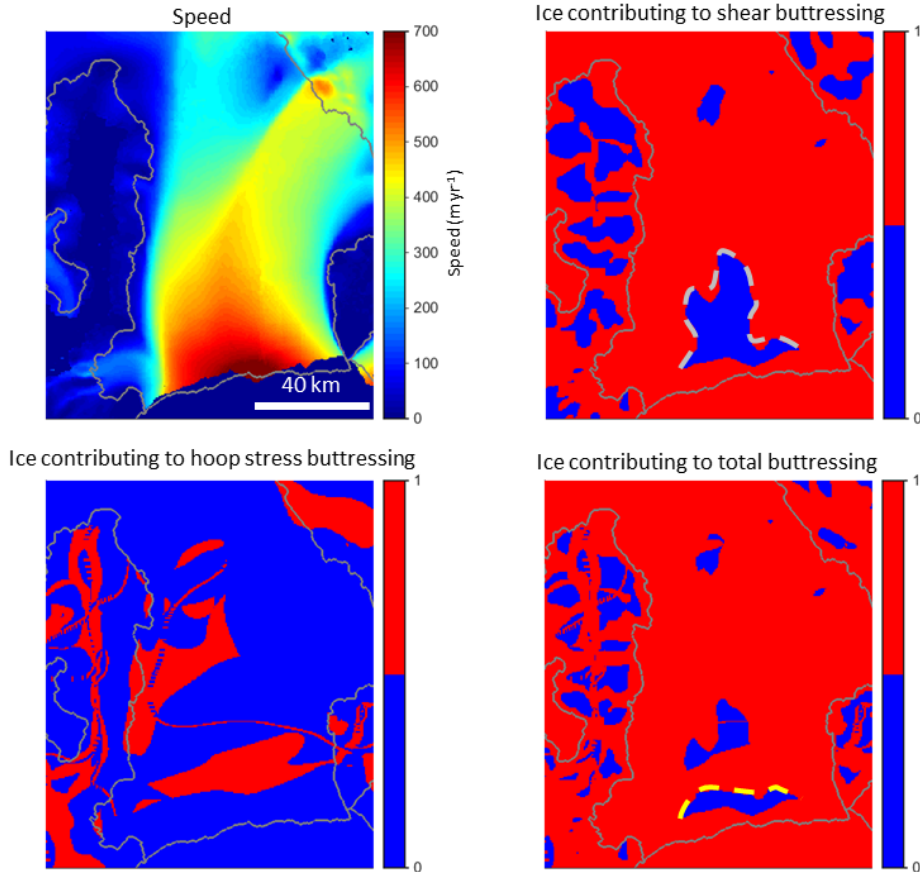 Speed
700
600
500
400
300
200
100
0
Speed (m yr⁻¹)
40 km
Ice contributing to shear buttressing
1
0
Ice contributing to hoop stress buttressing
1
0
Ice contributing to total buttressing
1
0